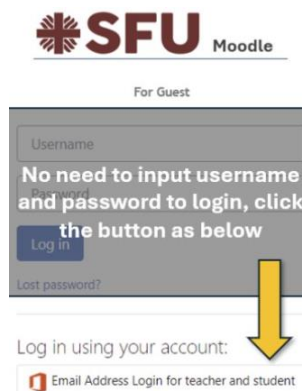 SFU Moodle
For Guest
Username
No need to input username
Password
and password to login, click
Log in
the button as below
Lost password?
Log in using your account:
Email Address Login for teacher and student